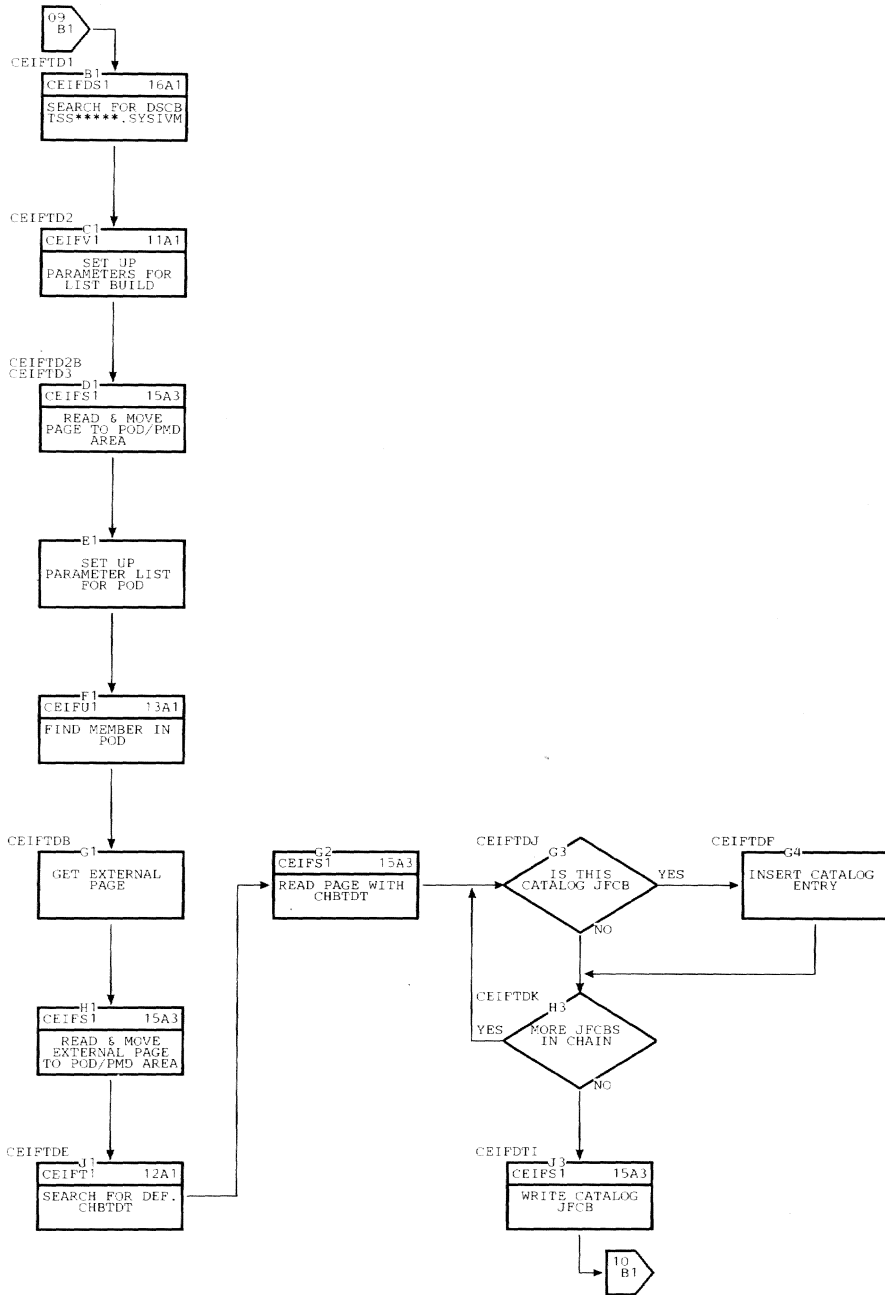 09
B1
CEIFTD1
B1
CEIFDS1 16A1
SEARCH FOR DSCB
TSS*****.SYSIVM
CEIFTD2
C1
CEIFV1 11A1
SET UP
PARAMETERS FOR
LIST BUILD
CEIFTD2B
CEIFTD3
D1
CEIFS1 15A3
READ & MOVE
PAGE TO POD/PMD
AREA
E1
SET UP
PARAMETER LIST
FOR POD
F1
CEIFU1 13A1
FIND MEMBER IN
POD
CEIFTDB
G1
GET EXTERNAL
PAGE
H1
CEIFS1 15A3
READ & MOVE
EXTERNAL PAGE
TO POD/PMD AREA
CEIFTDE
J1
CEIFT1 12A1
SEARCH FOR DEF.
CHBTDT
G2
CEIFS1 15A3
READ PAGE WITH
CHBTDT
CEIFTDJ
G3
IS THIS
CATALOG JFCB
YES
NO
CEIFTDF
G4
INSERT CATALOG
ENTRY
CEIFTDK
H3
YES
MORE JFCBS
IN CHAIN
NO
CEIFDTI
J3
CEIFS1 15A3
WRITE CATALOG
JFCB
10
B1